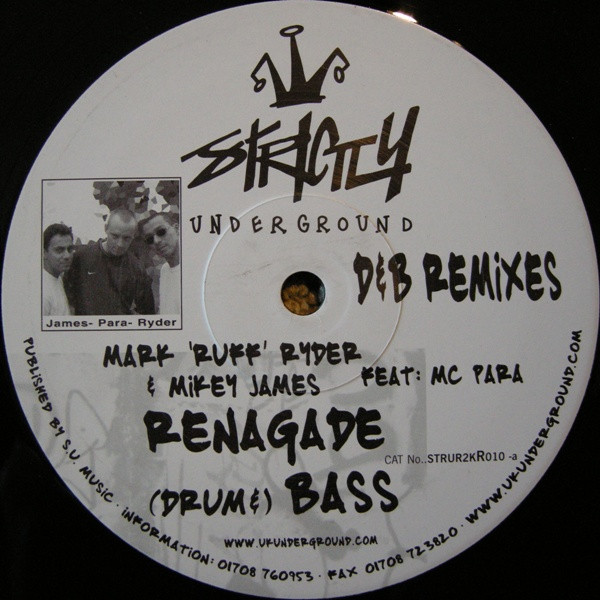 STRICTLY
UNDERGROUND
James- Para- Ryder
D&B REMIXES
MARK 'RUFF' RYDER
& MIKEY JAMES
FEAT: MC PARA
RENAGADE
CAT No..STRUR2KR010 -a
(DRUM&) BASS
WWW.UKUNDERGROUND.COM
PUBLISHED BY S.U. MUSIC · INFORMATION: 01708 760953 · FAX 01708 723820 · WWW.UKUNDERGROUND.COM